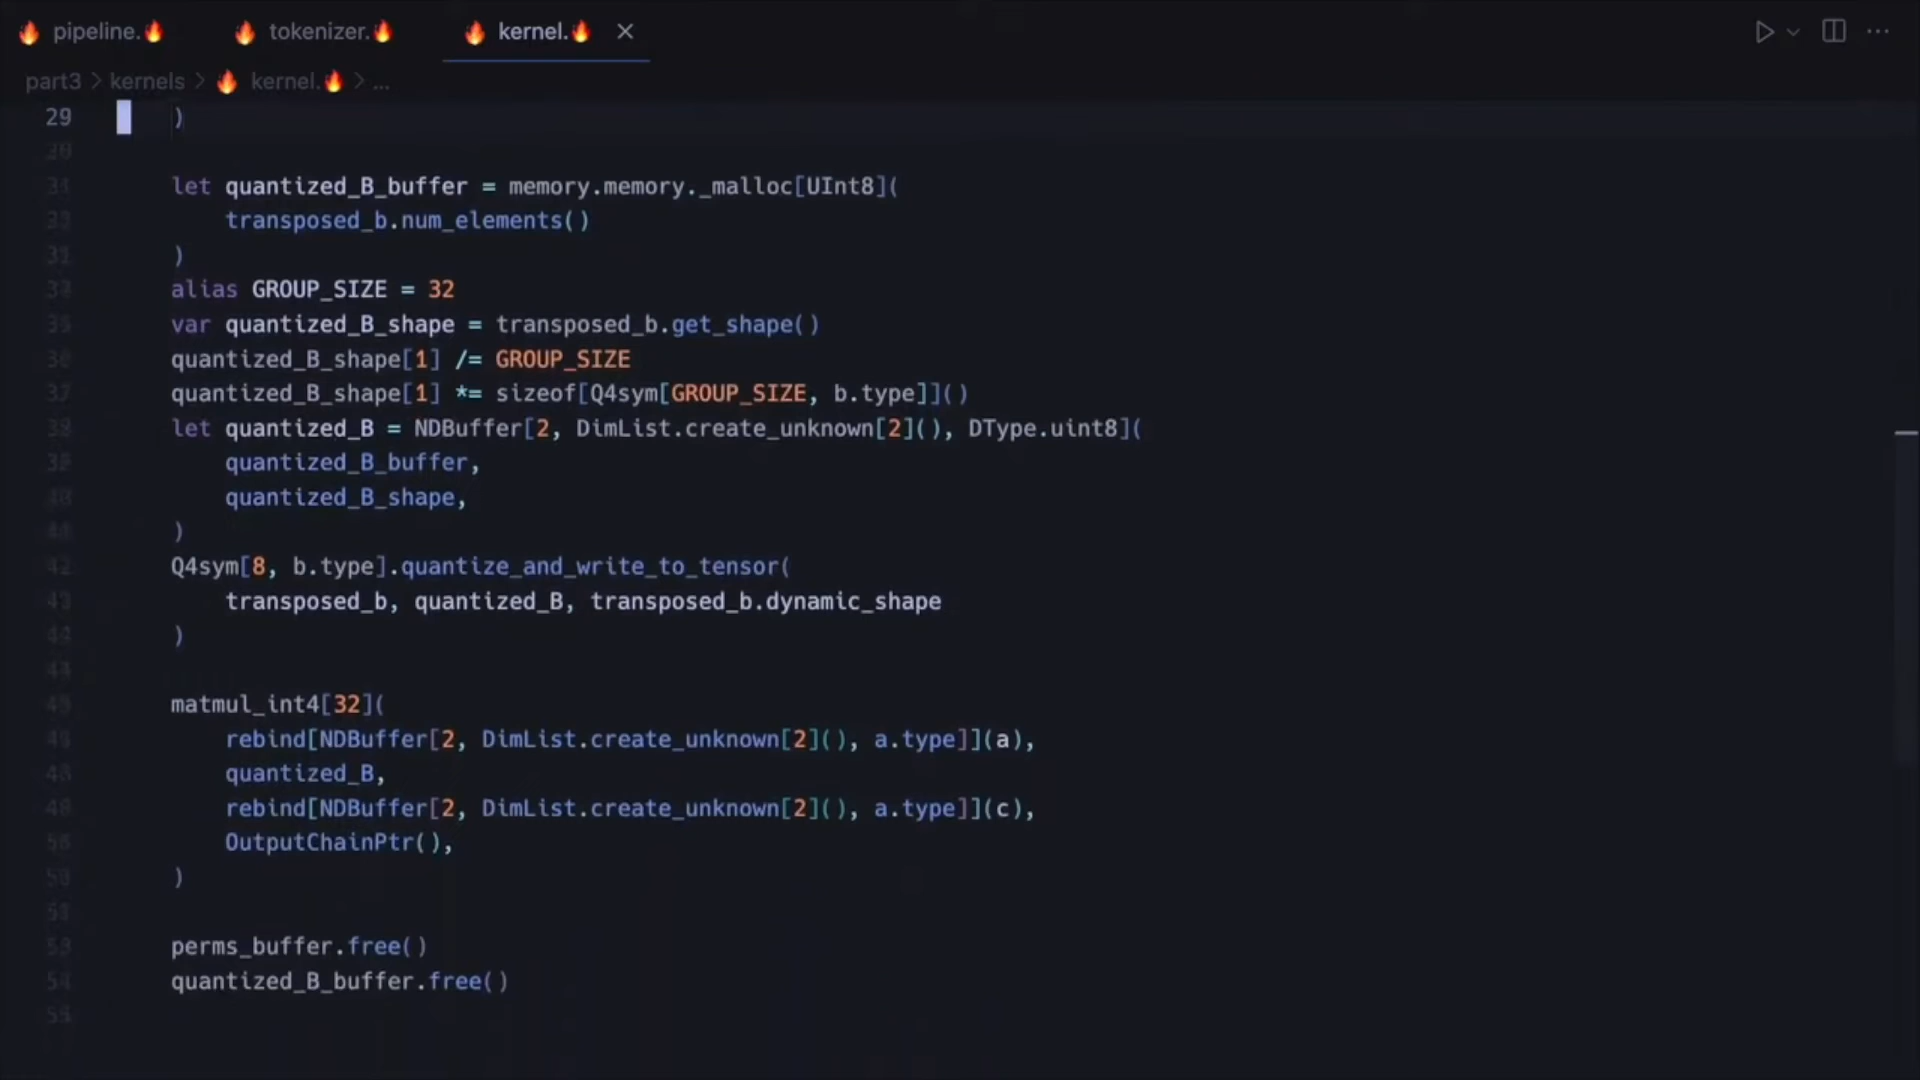 pipeline.🔥 tokenizer.🔥 kernel.🔥
part3 > kernels > kernel.🔥 > ...
29 )
let quantized_B_buffer = memory.memory._malloc[UInt8](
transposed_b.num_elements()
)
alias GROUP_SIZE = 32
var quantized_B_shape = transposed_b.get_shape()
quantized_B_shape[1] /= GROUP_SIZE
37 quantized_B_shape[1] *= sizeof[Q4sym[GROUP_SIZE, b.type]]()
let quantized_B = NDBuffer[2, DimList.create_unknown[2](), DType.uint8](
quantized_B_buffer,
quantized_B_shape,
)
42 Q4sym[8, b.type].quantize_and_write_to_tensor(
transposed_b, quantized_B, transposed_b.dynamic_shape
)
matmul_int4[32](
rebind[NDBuffer[2, DimList.create_unknown[2](), a.type]](a),
quantized_B,
rebind[NDBuffer[2, DimList.create_unknown[2](), a.type]](c),
OutputChainPtr(),
)
perms_buffer.free()
quantized_B_buffer.free()